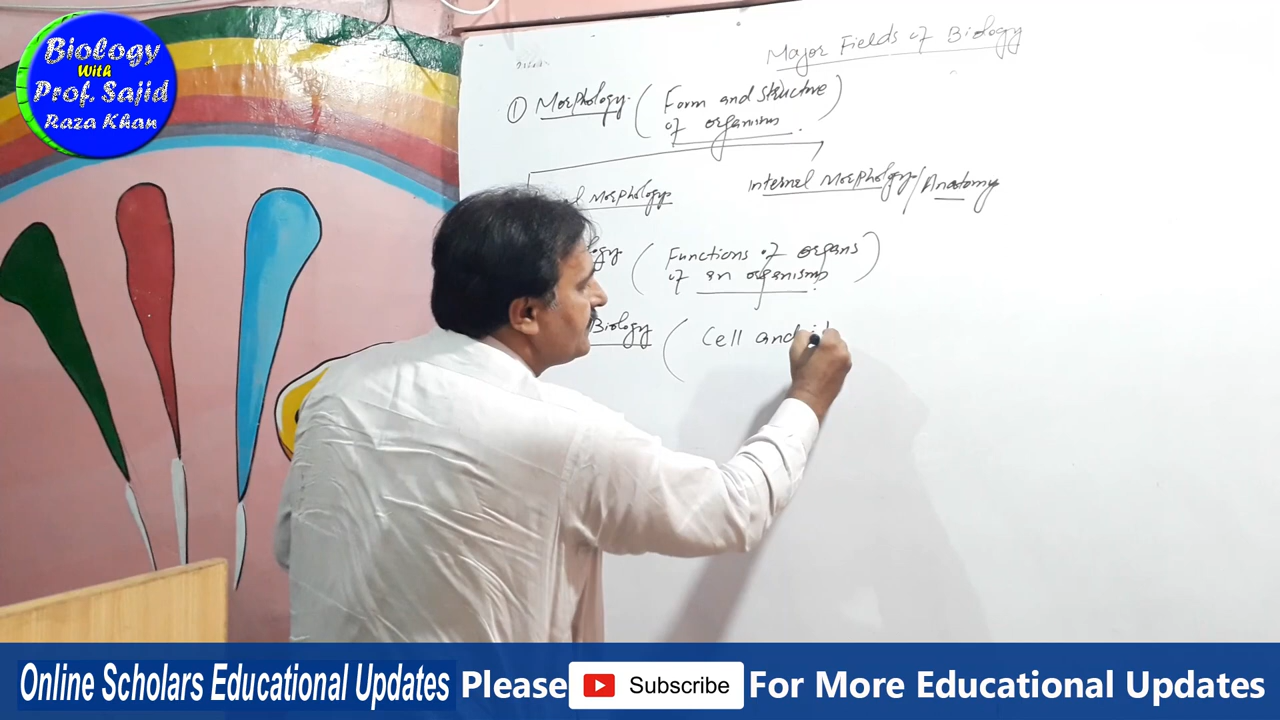 Biology
With
Prof. Sajid
Raza Khan
Major Fields of Biology
① Morphology. ( Form and structure
of organisms. )
Morphology
Internal Morphology/Anatomy
( Functions of organs
of an organisms. )
Biology ( Cell and
Online Scholars Educational Updates Please Subscribe For More Educational Updates